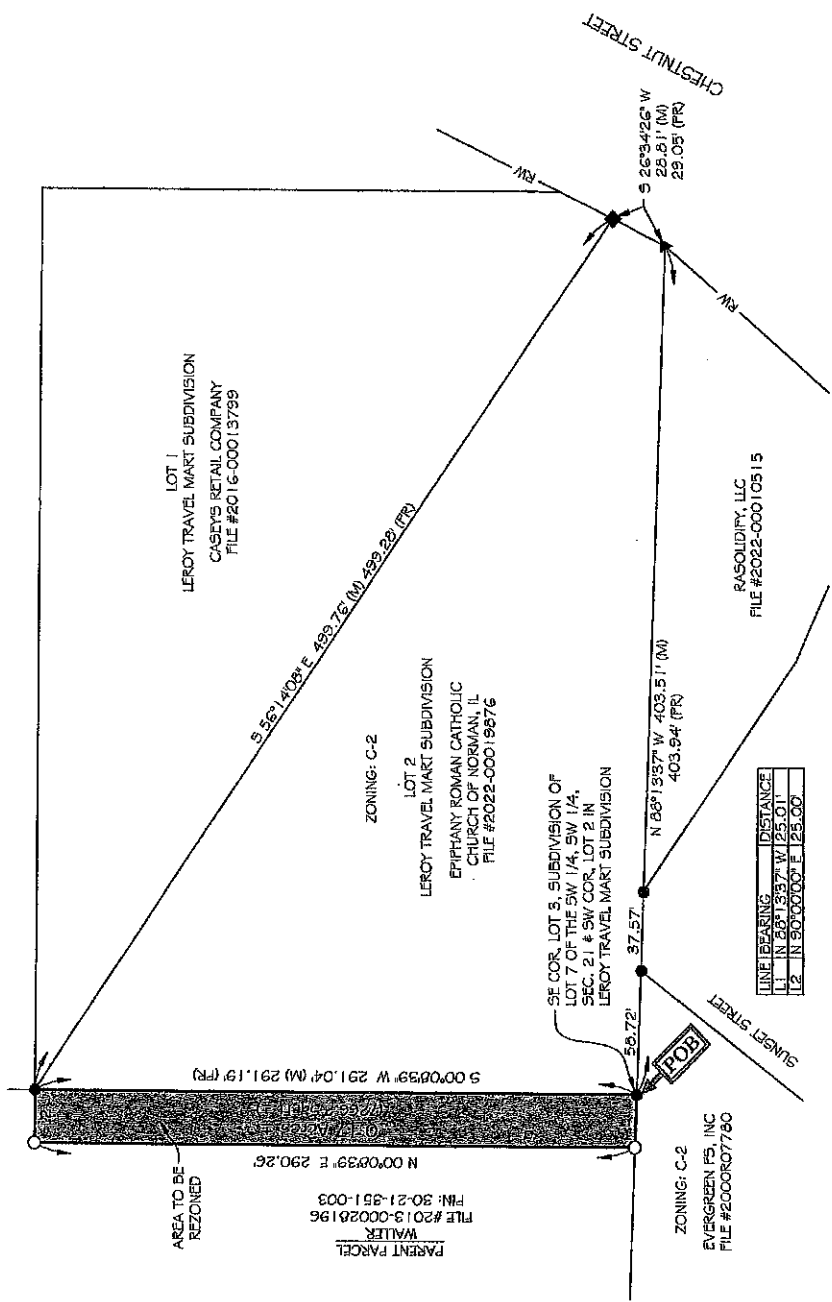 CHESTNUT STREET
RW
S 26°34'26" W
28.81' (M)
29.05' (PR)
RW
LOT 1
LEROY TRAVEL MART SUBDIVISION
CASEYS RETAIL COMPANY
FILE #2016-00013799
S 56°14'08" E 499.76' (M) 499.28' (PR)
ZONING: C-2
LOT 2
LEROY TRAVEL MART SUBDIVISION
EPIPHANY ROMAN CATHOLIC
CHURCH OF NORMAN, IL
FILE #2022-00019876
RASOLIDIFY, LLC
FILE #2022-00010515
N 88°13'37" W 403.51' (M)
403.94' (PR)
SE COR, LOT 3, SUBDIVISION OF
LOT 7 OF THE SW 1/4, SW 1/4,
SEC. 21 & SW COR, LOT 2 IN
LEROY TRAVEL MART SUBDIVISION
37.57'
58.72'
LINE BEARING DISTANCE
L1 N 88°13'37" W 25.01'
L2 N 90°00'00" E 25.00'
SUNSET STREET
POB
S 00°08'39" W 291.04' (M) 291.19' (PR)
N 00°08'39" E 290.26'
AREA TO BE
REZONED
PARENT PARCEL
WALLER
FILE #2013-00028196
PIN: 30-21-351-003
ZONING: C-2
EVERGREEN FS, INC
FILE #2000R07780